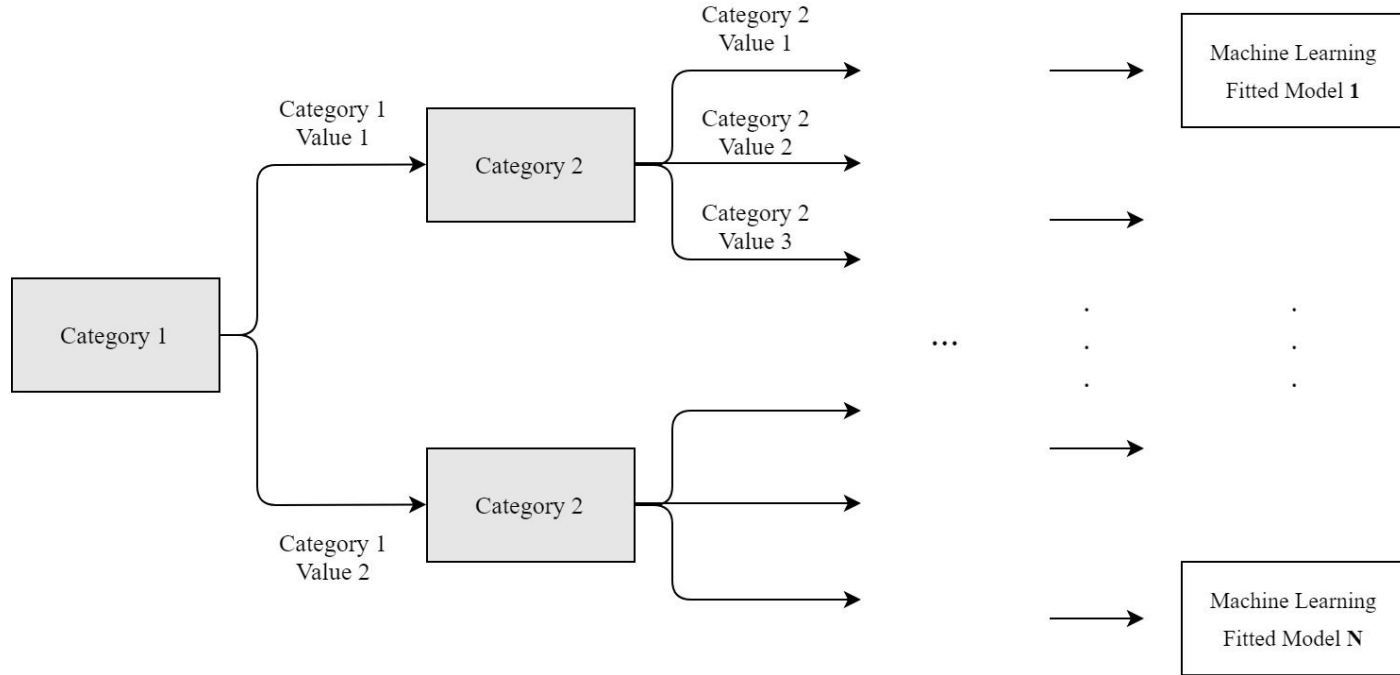 Category 2
Value 1
Machine Learning
Fitted Model 1
Category 1
Value 1
Category 2
Category 2
Value 2
Category 2
Value 3
Category 1
...
Category 2
Category 1
Value 2
Machine Learning
Fitted Model N